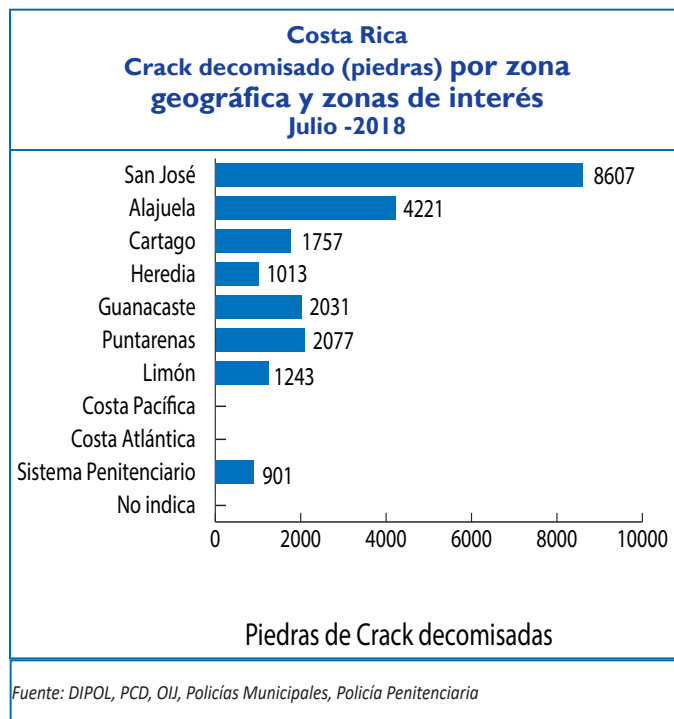 Costa Rica
Crack decomisado (piedras) por zona
geográfica y zonas de interés
Julio -2018
San José 8607
Alajuela 4221
Cartago 1757
Heredia 1013
Guanacaste 2031
Puntarenas 2077
Limón 1243
Costa Pacífica
Costa Atlántica
Sistema Penitenciario 901
No indica
0 2000 4000 6000 8000 10000
Piedras de Crack decomisadas
Fuente: DIPOL, PCD, OIJ, Policías Municipales, Policía Penitenciaria